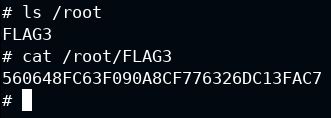 # ls /root
FLAG3
# cat /root/FLAG3
560648FC63F090A8CF776326DC13FAC7
#